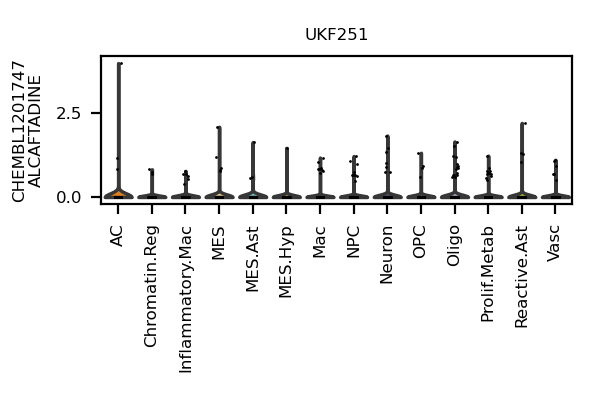 UKF251
CHEMBL1201747
ALCAFTADINE
2.5
0.0
AC
Chromatin.Reg
Inflammatory.Mac
MES
MES.Ast
MES.Hyp
Mac
NPC
Neuron
OPC
Oligo
Prolif.Metab
Reactive.Ast
Vasc